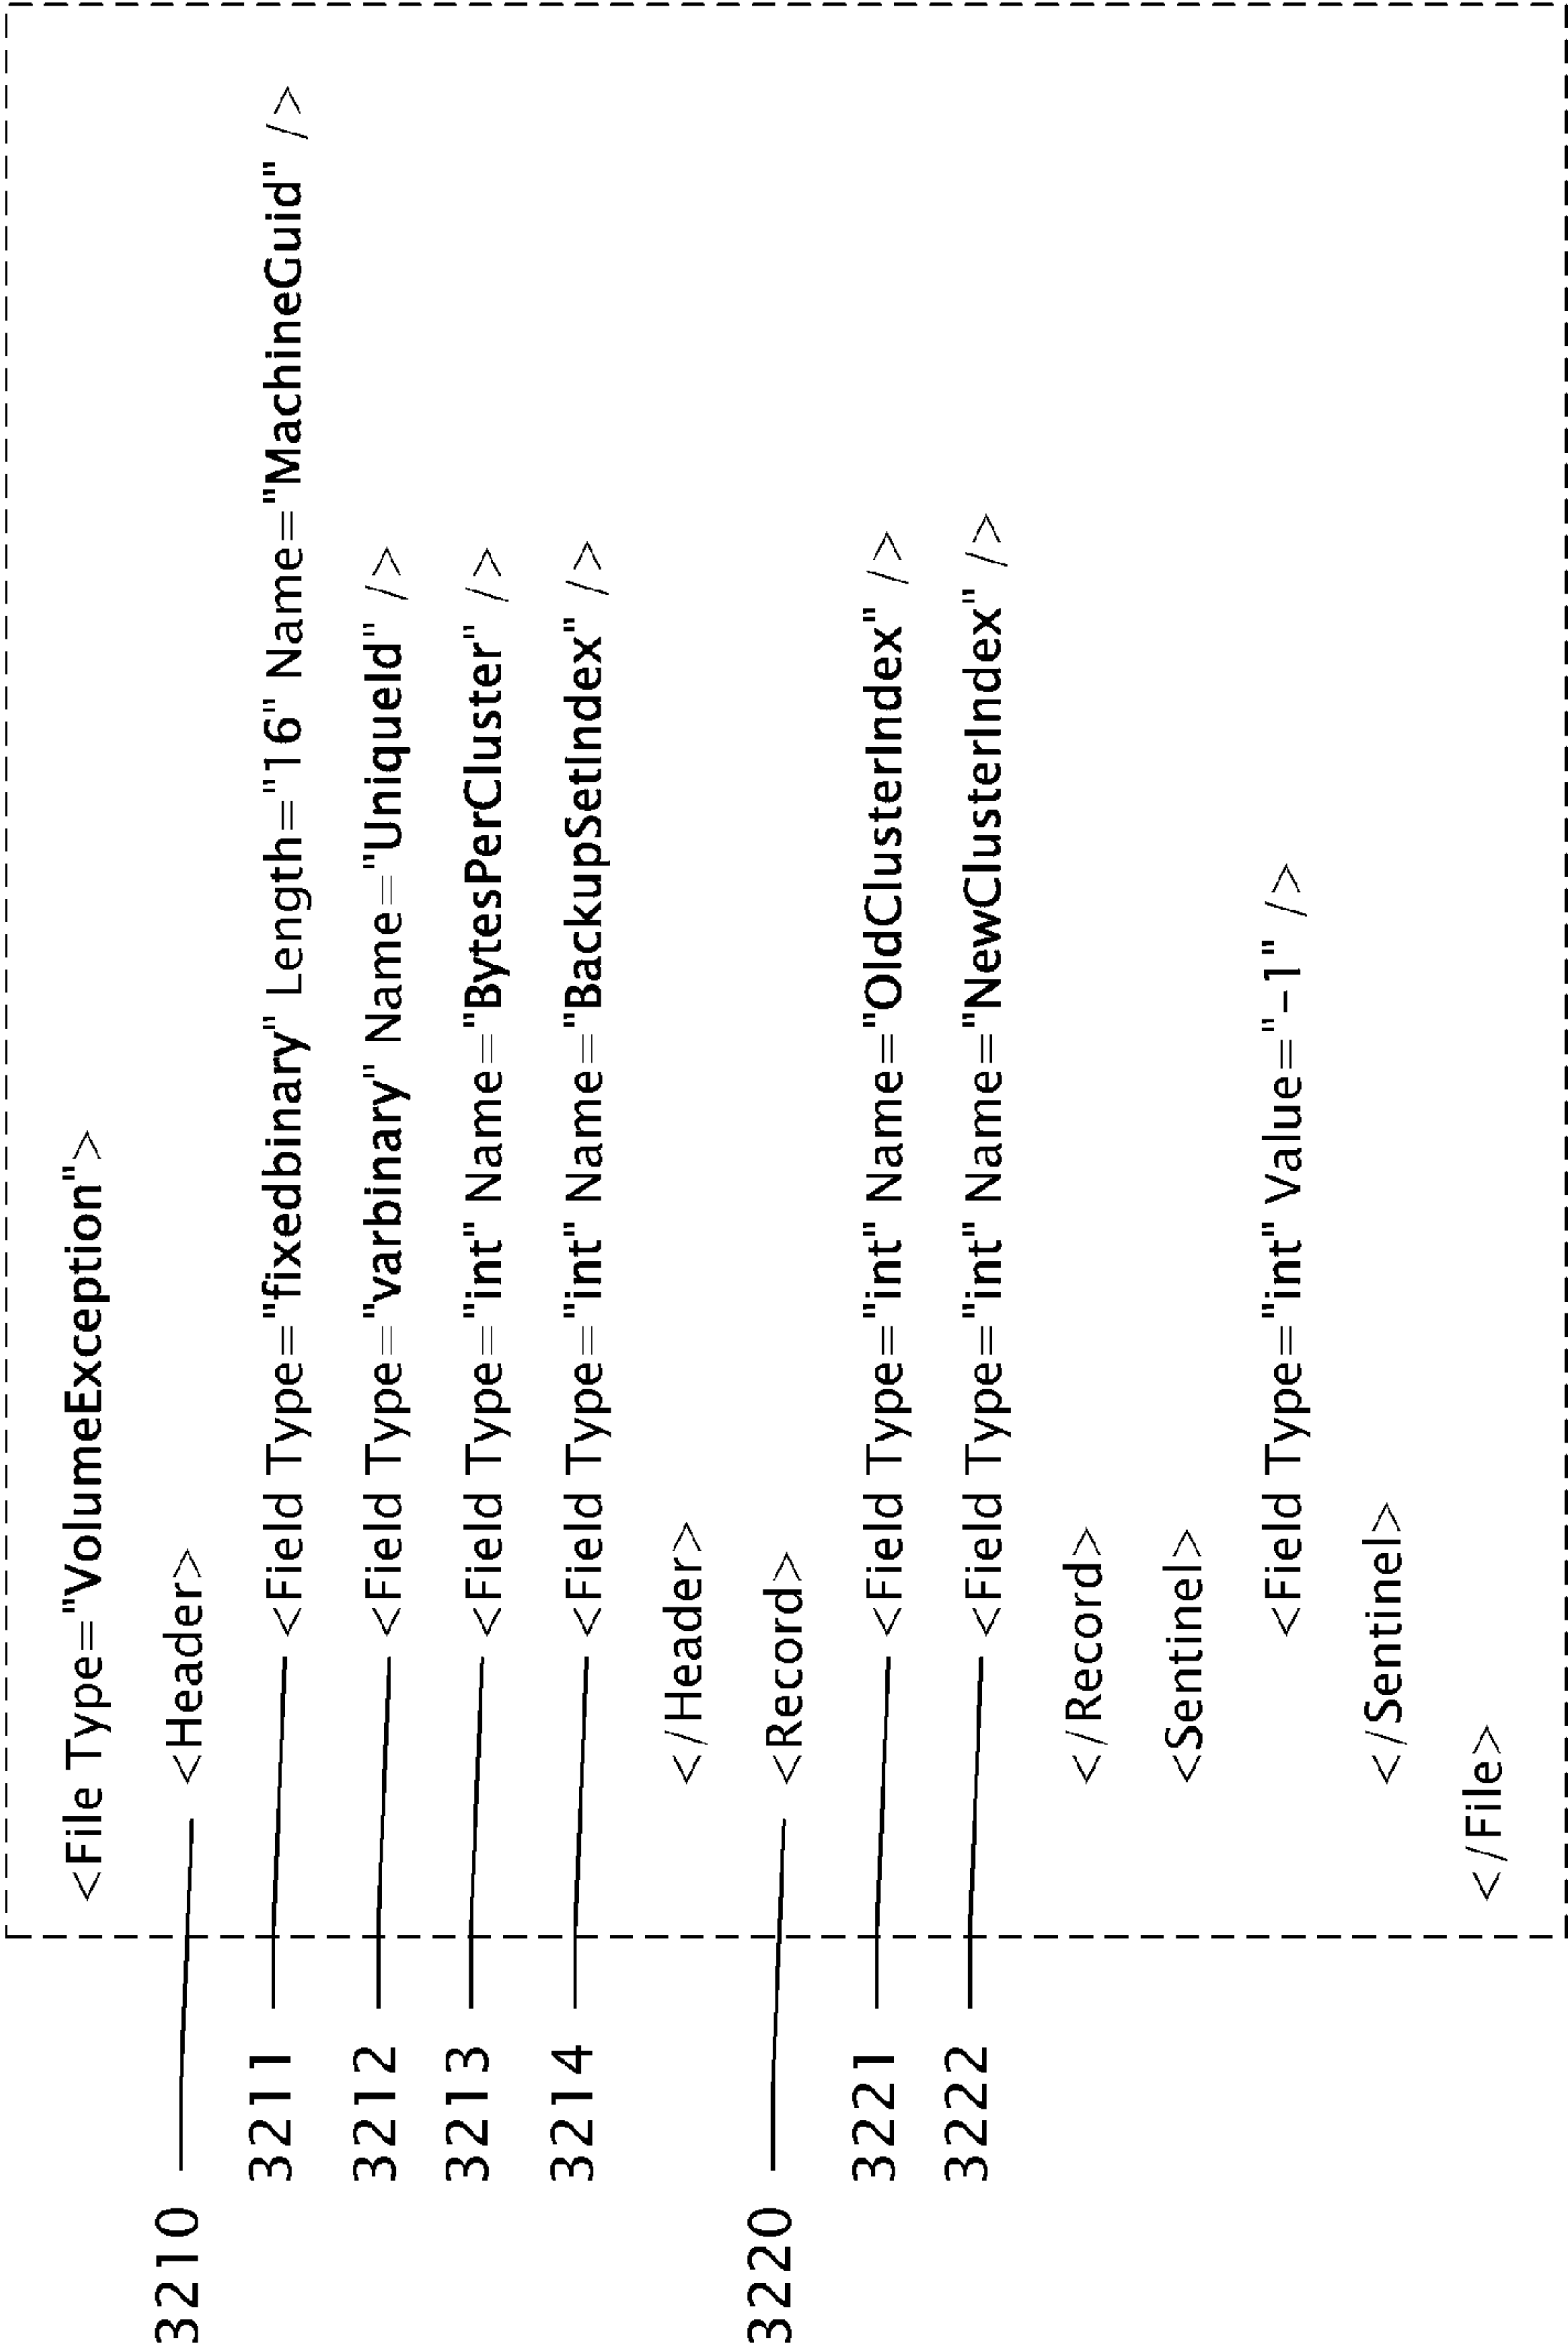 <File Type="VolumeException">
3210 <Header>
3211 <Field Type="fixedbinary" Length="16" Name="MachineGuid" />
3212 <Field Type="varbinary" Name="UniqueId" />
3213 <Field Type="int" Name="BytesPerCluster" />
3214 <Field Type="int" Name="BackupSetIndex" />
</Header>
3220 <Record>
3221 <Field Type="int" Name="OldClusterIndex" />
3222 <Field Type="int" Name="NewClusterIndex" />
</Record>
<Sentinel>
<Field Type="int" Value="-1" />
</Sentinel>
</File>